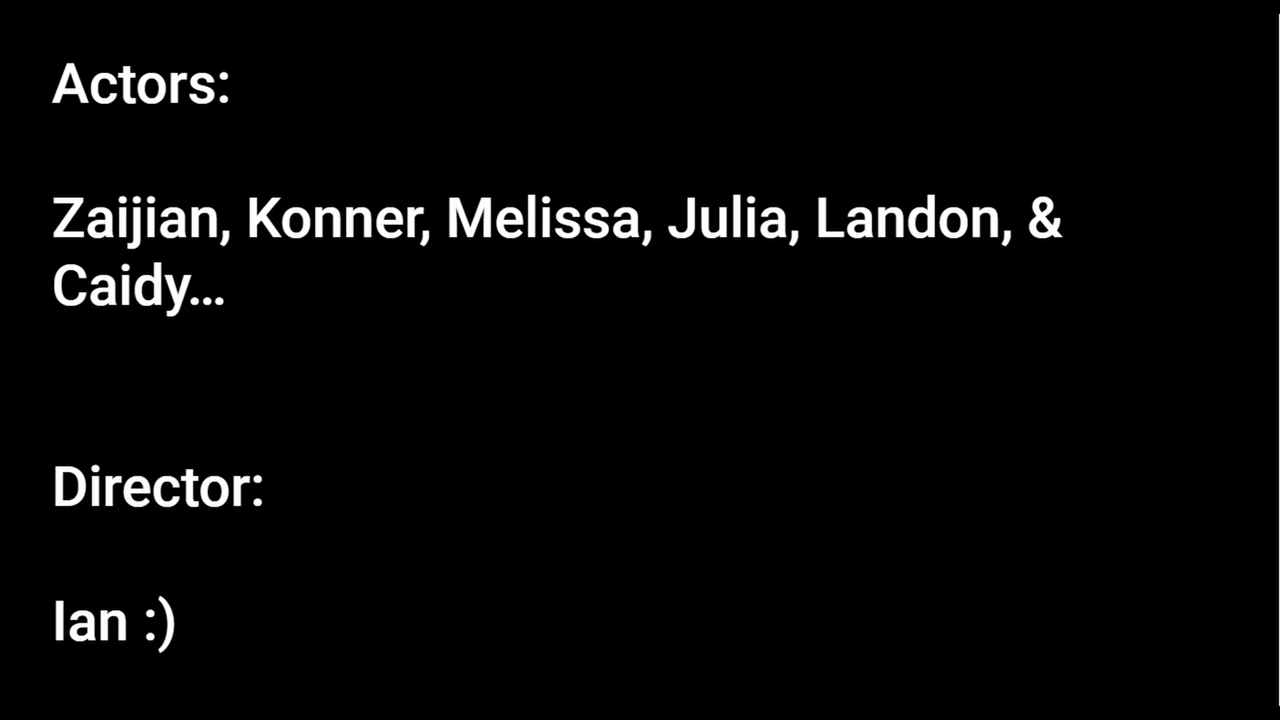 Actors:
Zaijian, Konner, Melissa, Julia, Landon, &
Caidy...
Director:
Ian :)